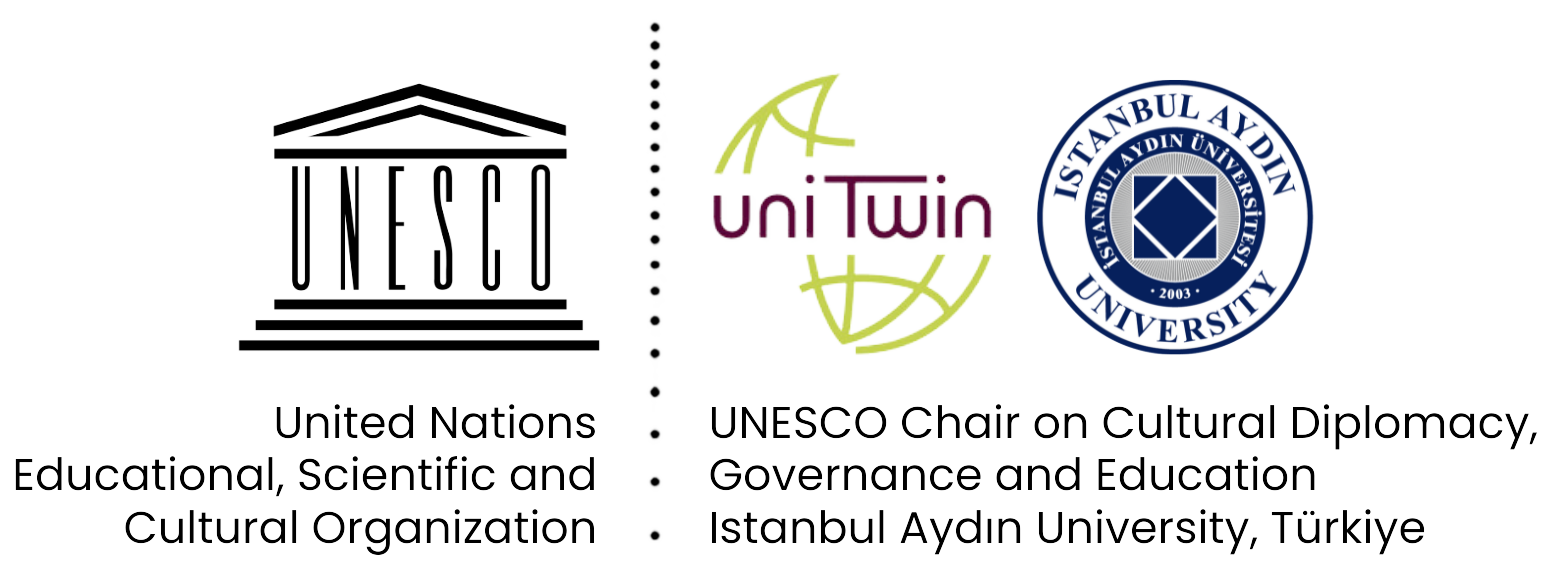 UNESCO
United Nations
Educational, Scientific and
Cultural Organization
uniTwin
İSTANBUL AYDIN
UNIVERSITY
İSTANBUL AYDIN ÜNİVERSİTESİ
· 2003 ·
UNESCO Chair on Cultural Diplomacy,
Governance and Education
Istanbul Aydın University, Türkiye